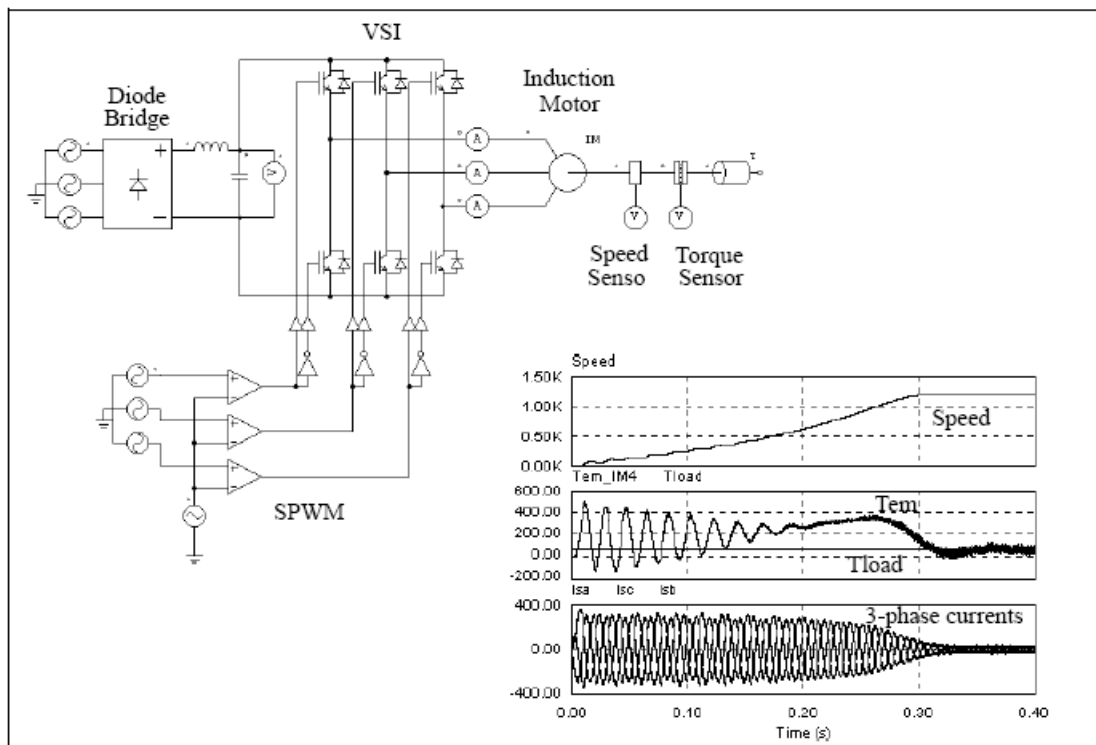 VSI
Diode
Bridge
+
−
V
A
A
A
Induction
Motor
IM
T
V
V
Speed
Senso
Torque
Sensor
+
−
+
−
+
−
SPWM
Speed
1.50K
1.00K
0.50K
0.00K
Speed
Tem_IM4 Tload
600.00
400.00
200.00
0.00
-200.00
Tem
Tload
Isa Isc Isb
400.00
0.00
-400.00
3-phase currents
0.00 0.10 0.20 0.30 0.40
Time (s)